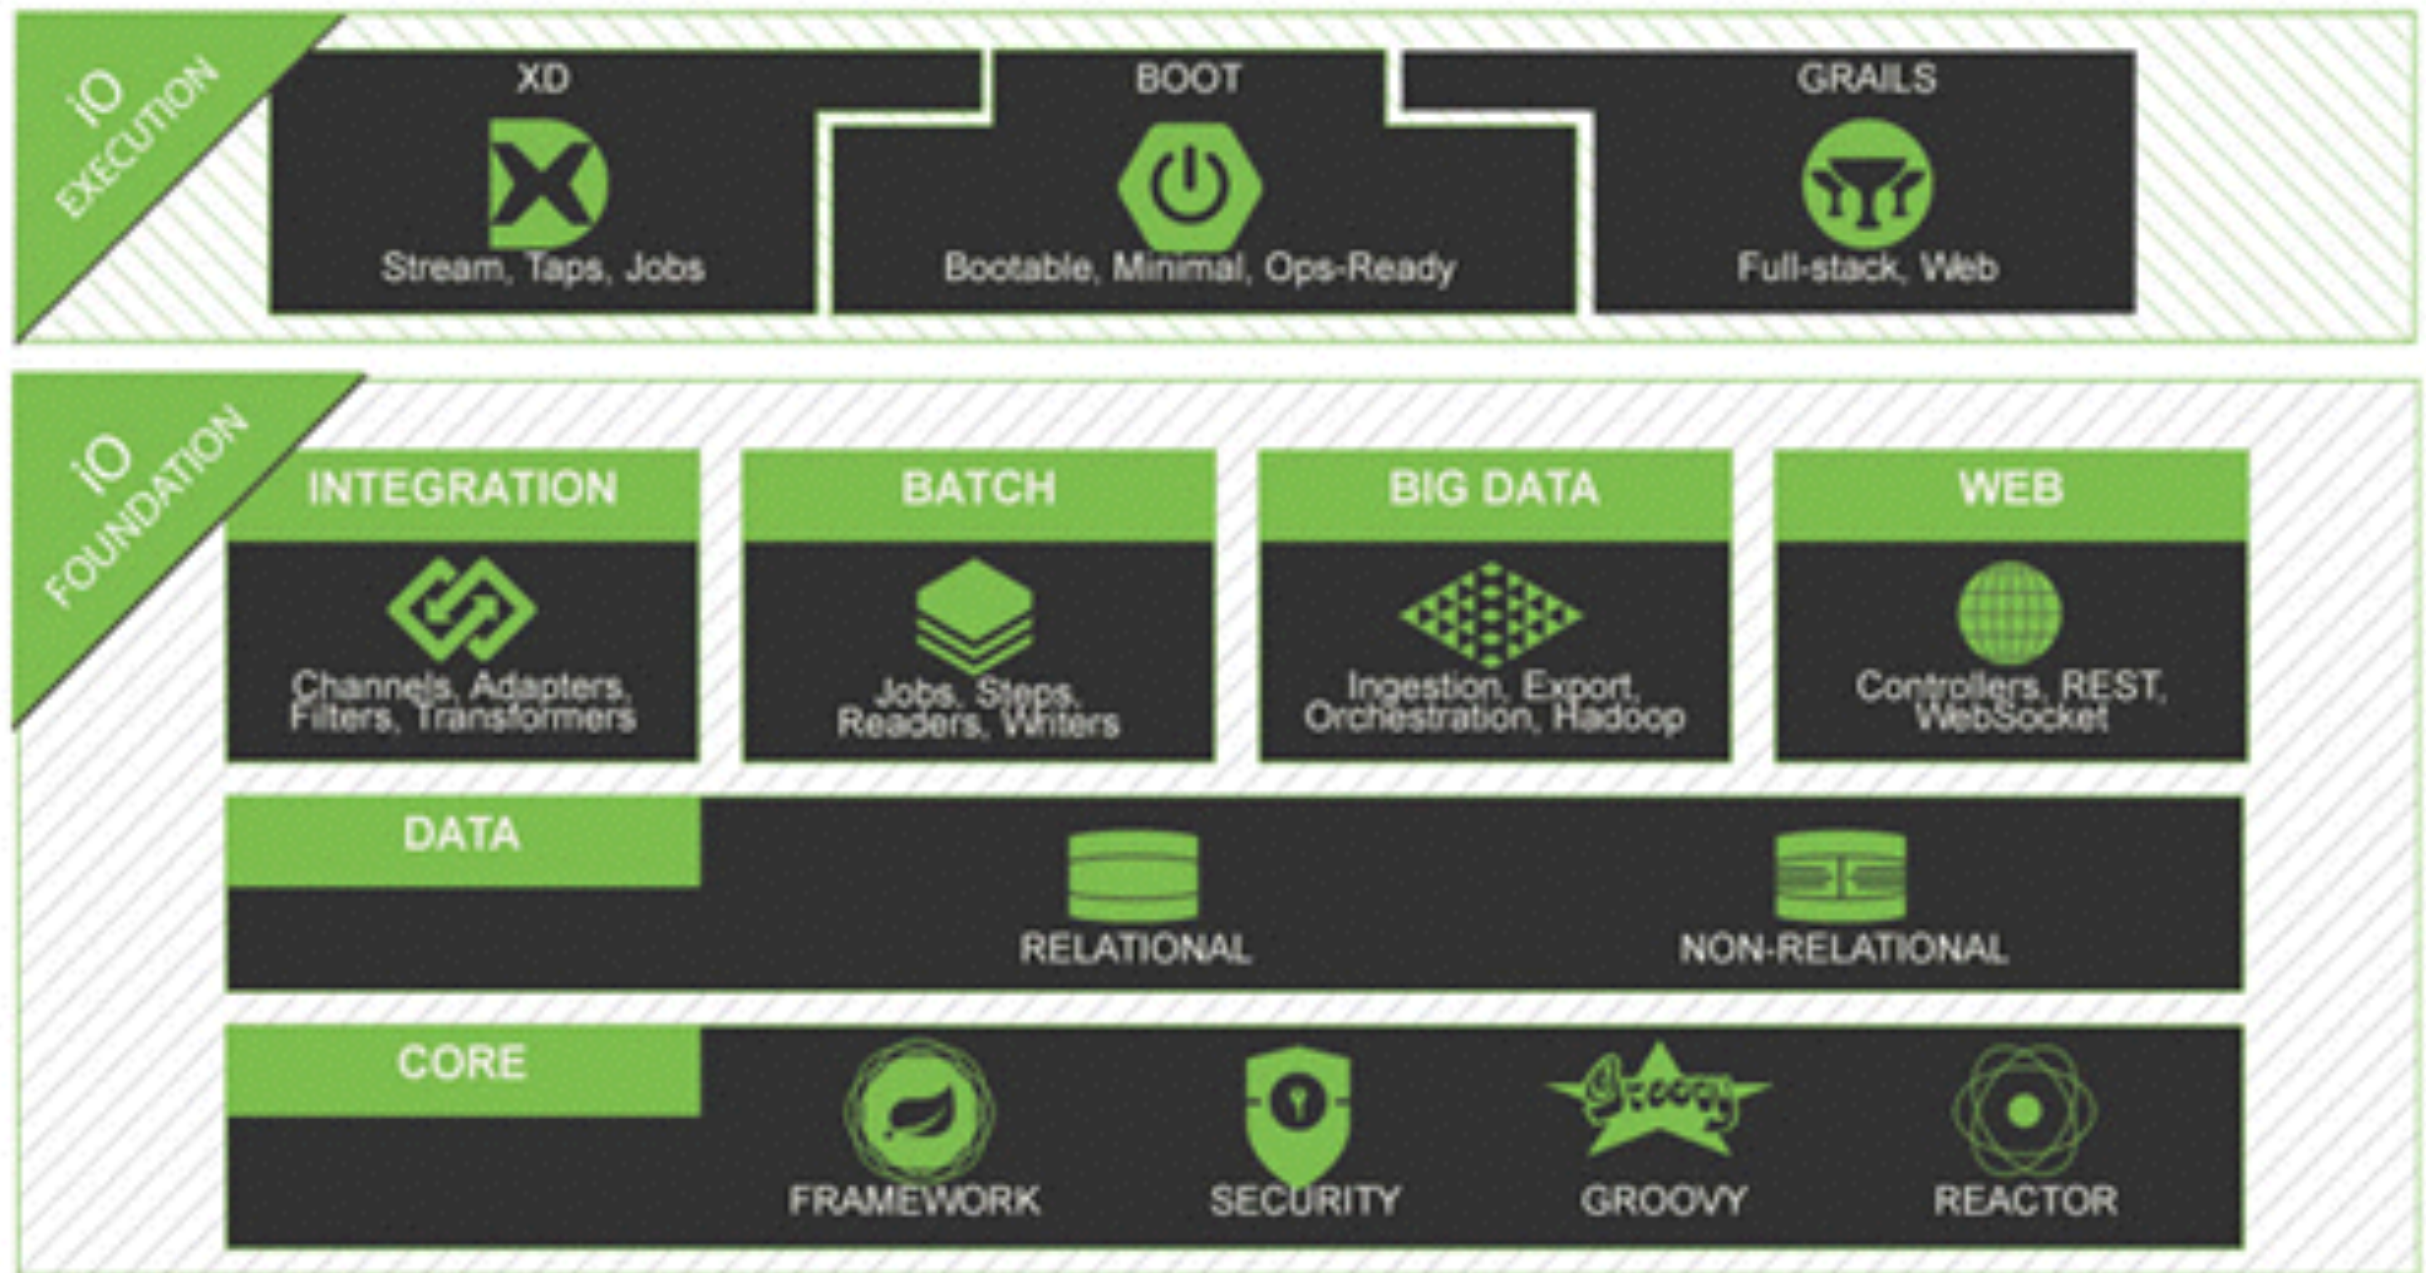 iO
EXECUTION
XD
Stream, Taps, Jobs
BOOT
Bootable, Minimal, Ops-Ready
GRAILS
Full-stack, Web
iO
FOUNDATION
INTEGRATION
Channels, Adapters,
Filters, Transformers
BATCH
Jobs, Steps,
Readers, Writers
BIG DATA
Ingestion, Export,
Orchestration, Hadoop
WEB
Controllers, REST,
WebSocket
DATA
RELATIONAL
NON-RELATIONAL
CORE
FRAMEWORK
SECURITY
Groovy
GROOVY
REACTOR